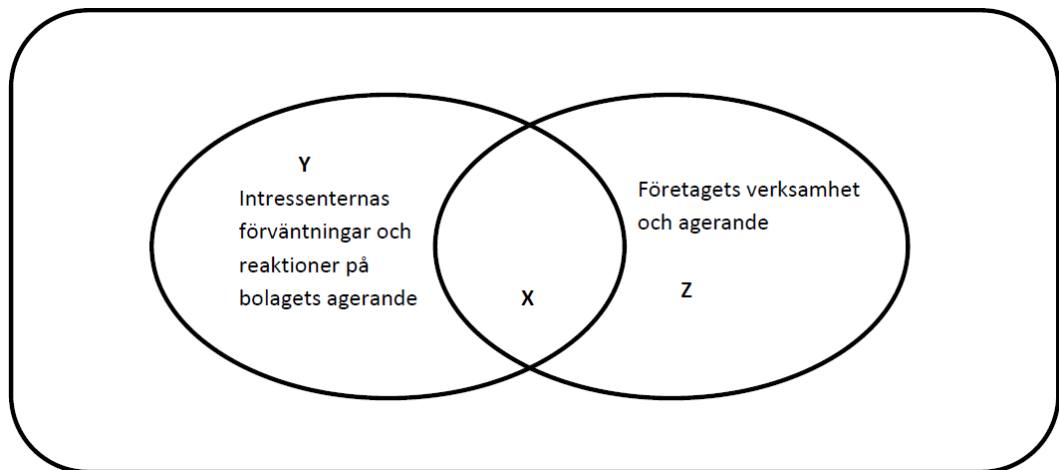 Y
Intressenternas
förväntningar och
reaktioner på
bolagets agerande
X
Företagets verksamhet
och agerande
Z